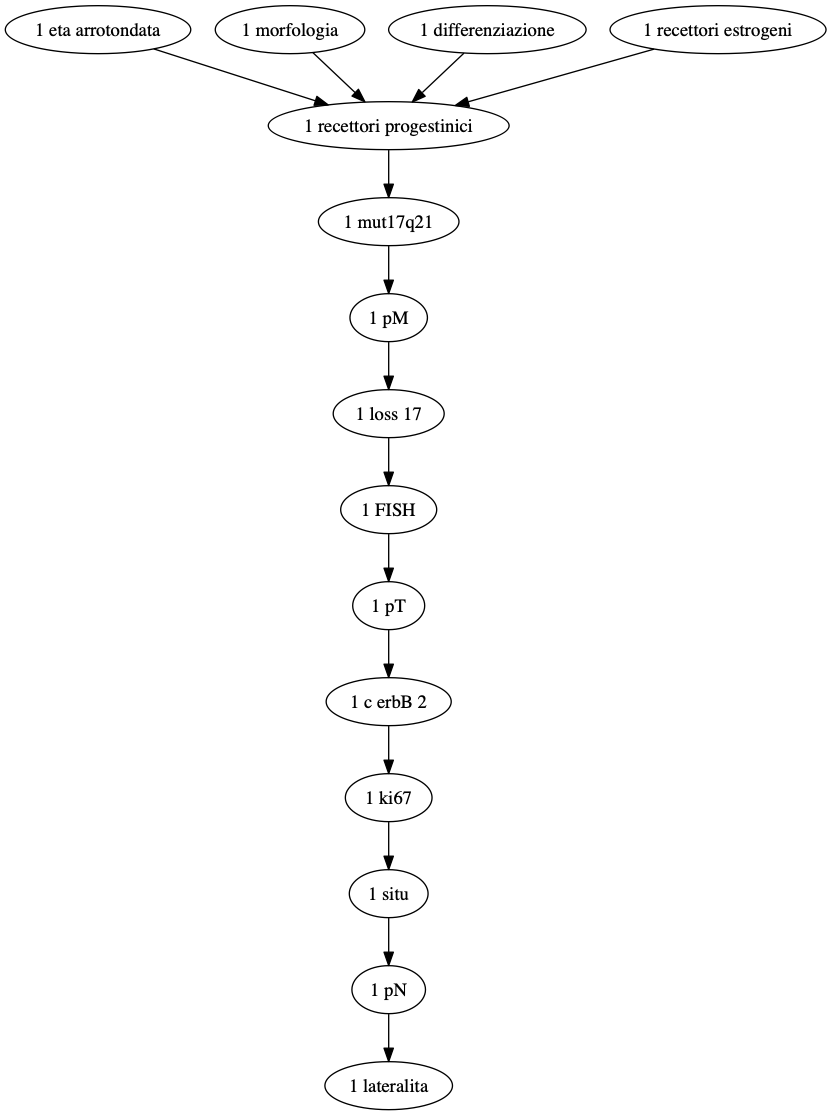 1 eta arrotondata
1 morfologia
1 differenziazione
1 recettori estrogeni
1 recettori progestinici
1 mut17q21
1 pM
1 loss 17
1 FISH
1 pT
1 c erbB 2
1 ki67
1 situ
1 pN
1 lateralita